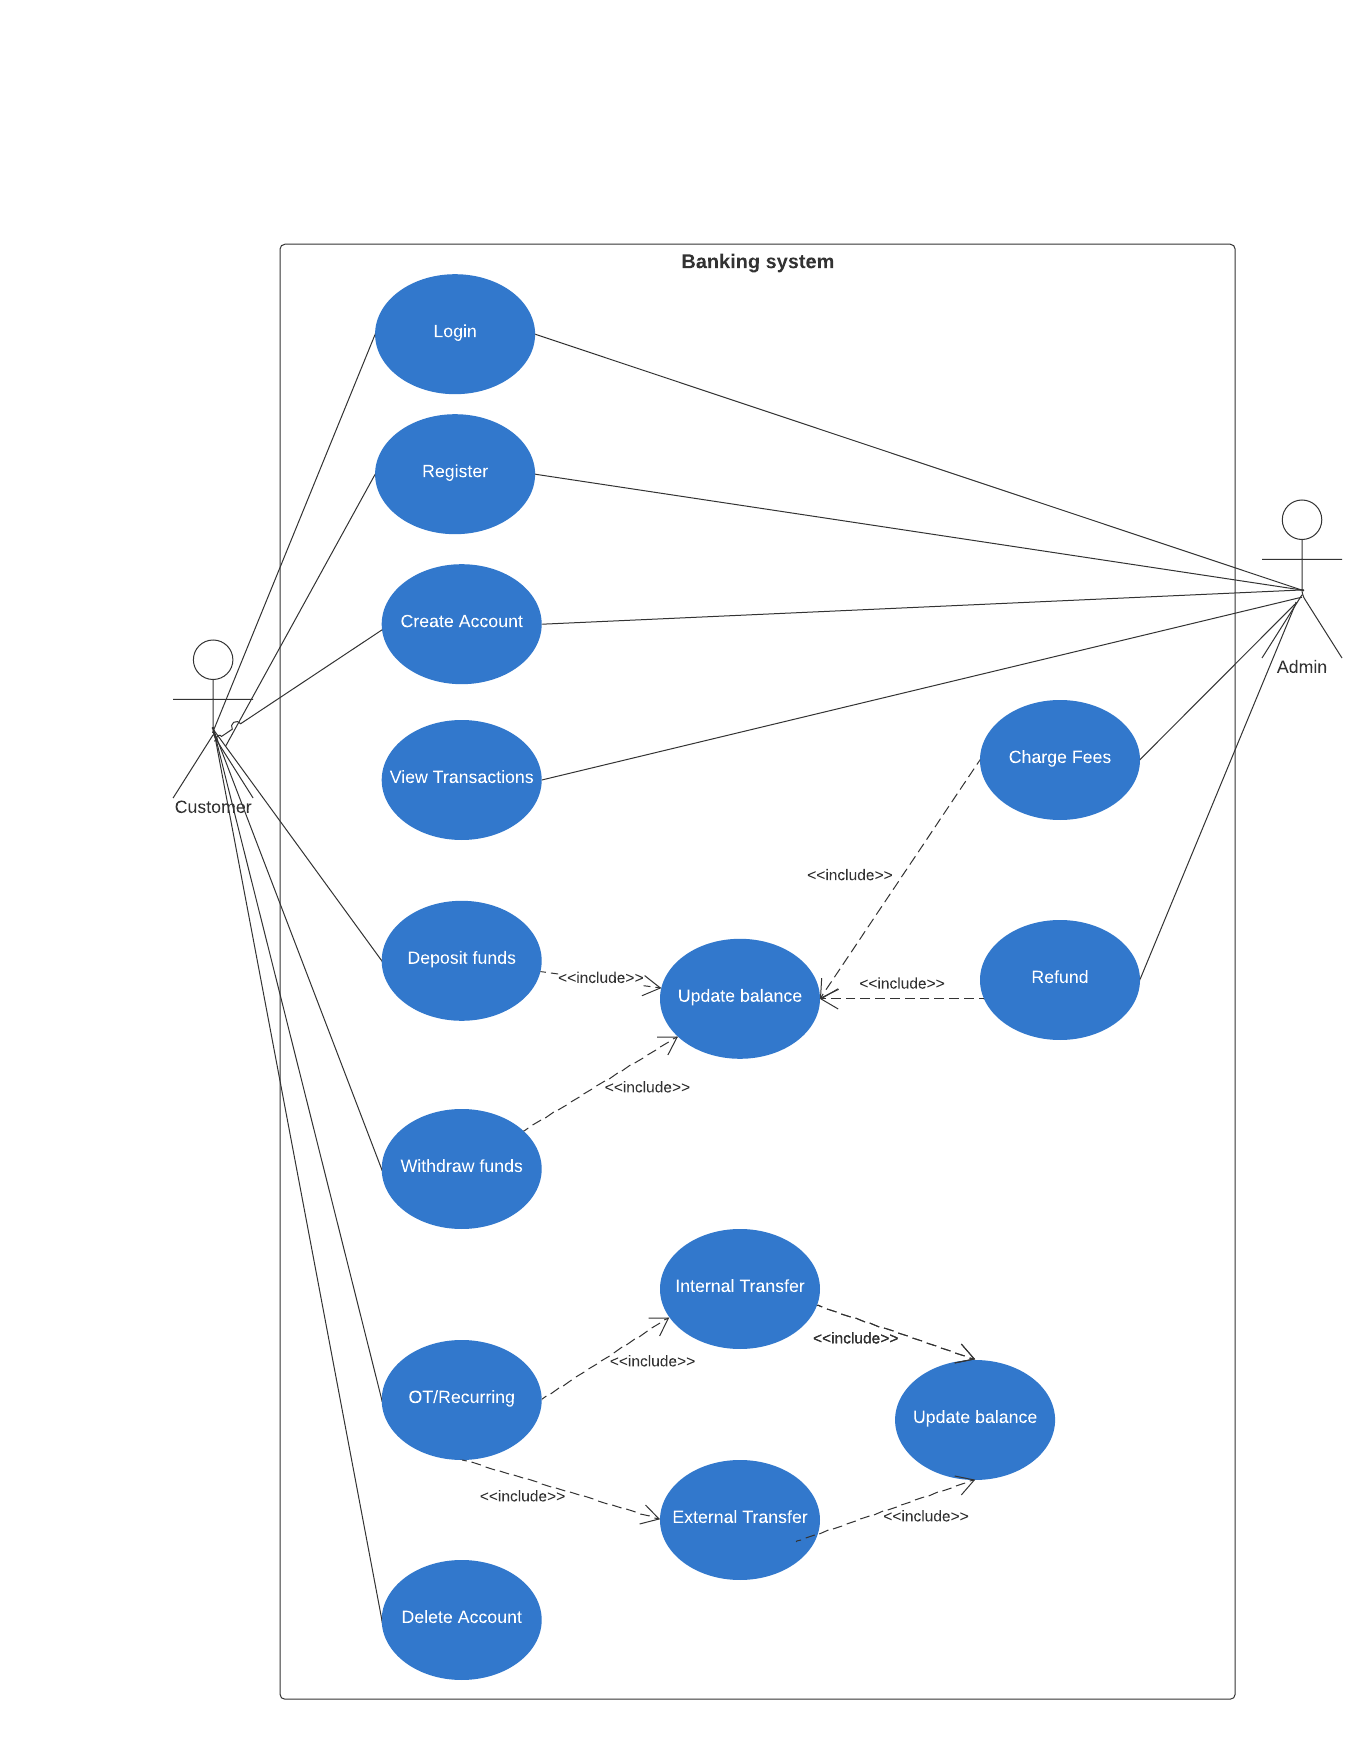 Banking system
Login
Register
Create Account
Admin
View Transactions
Charge Fees
Customer
<<include>>
Deposit funds
<<include>>
Update balance
<<include>>
Refund
<<include>>
Withdraw funds
Internal Transfer
<<include>>
<<include>>
OT/Recurring
Update balance
<<include>>
External Transfer
<<include>>
Delete Account